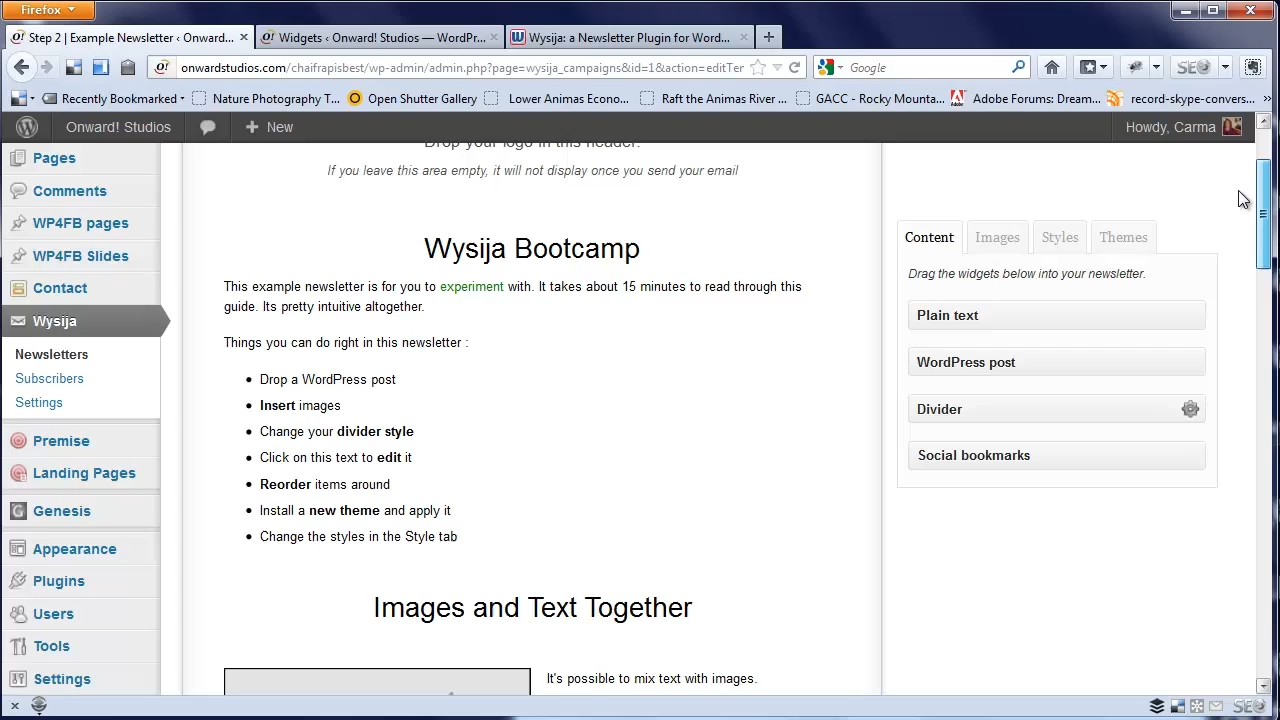 Firefox
Step 2 | Example Newsletter ‹ Onward...
Widgets ‹ Onward! Studios — WordPr...
Wysija: a Newsletter Plugin for Word...
onwardstudios.com/chaifrapisbest/wp-admin/admin.php?page=wysija_campaigns&id=1&action=editTer
Google
SEO
Recently Bookmarked
Nature Photography T...
Open Shutter Gallery
Lower Animas Econo...
Raft the Animas River ...
GACC - Rocky Mounta...
Adobe Forums: Dream...
record-skype-convers...
Onward! Studios
New
Howdy, Carma
Pages
Comments
WP4FB pages
WP4FB Slides
Contact
Wysija
Newsletters
Subscribers
Settings
Premise
Landing Pages
Genesis
Appearance
Plugins
Users
Tools
Settings
Drop your logo in this header.
If you leave this area empty, it will not display once you send your email
Wysija Bootcamp
This example newsletter is for you to experiment with. It takes about 15 minutes to read through this
guide. Its pretty intuitive altogether.
Things you can do right in this newsletter :
Drop a WordPress post
Insert images
Change your divider style
Click on this text to edit it
Reorder items around
Install a new theme and apply it
Change the styles in the Style tab
Images and Text Together
It's possible to mix text with images.
Content
Images
Styles
Themes
Drag the widgets below into your newsletter.
Plain text
WordPress post
Divider
Social bookmarks
SEO